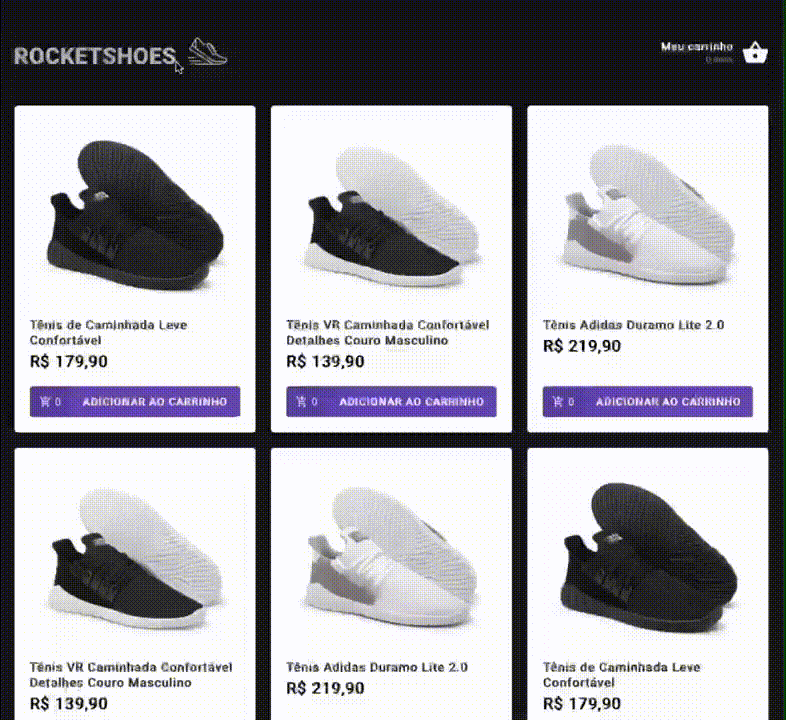 ROCKETSHOES
Meu carrinho
Tênis de Caminhada Leve
Confortável
R$ 179,90
0 ADICIONAR AO CARRINHO
Tênis VR Caminhada Confortável
Detalhes Couro Masculino
R$ 139,90
0 ADICIONAR AO CARRINHO
Tênis Adidas Duramo Lite 2.0
R$ 219,90
0 ADICIONAR AO CARRINHO
Tênis VR Caminhada Confortável
Detalhes Couro Masculino
R$ 139,90
Tênis Adidas Duramo Lite 2.0
R$ 219,90
Tênis de Caminhada Leve
Confortável
R$ 179,90